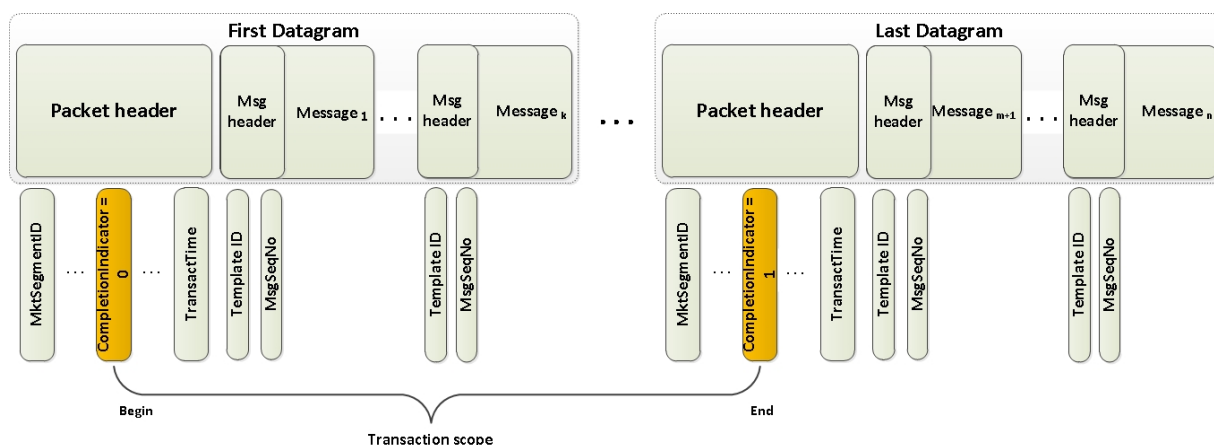 First Datagram
Last Datagram
Packet header
Msg header
Message 1
...
Msg header
Message k
...
Packet header
Msg header
Message m+1
...
Msg header
Message n
MktSegmentID
...
CompletionIndicator = 0
...
TransactTime
Template ID
MsgSeqNo
Template ID
MsgSeqNo
MktSegmentID
...
CompletionIndicator = 1
...
TransactTime
Template ID
MsgSeqNo
Template ID
MsgSeqNo
Begin
End
Transaction scope